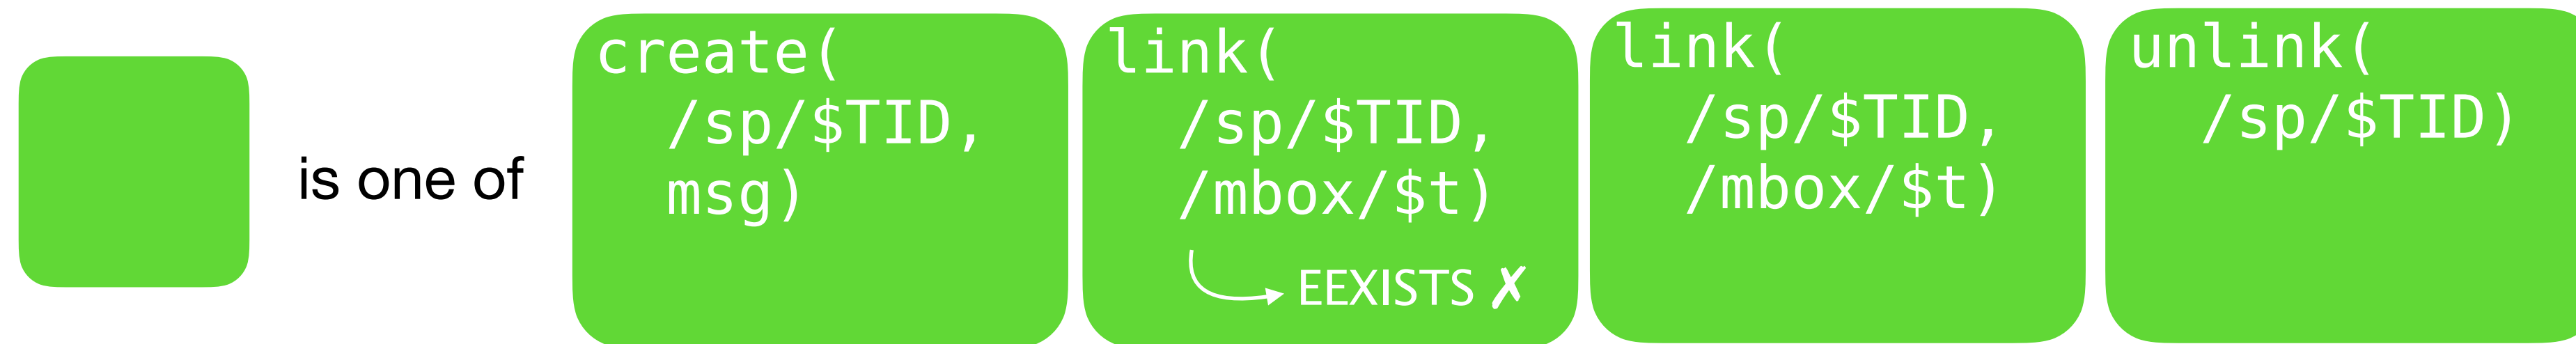 is one of
create(
/sp/$TID,
msg)
link(
/sp/$TID,
/mbox/$t)
EEXISTS ✗
link(
/sp/$TID,
/mbox/$t)
unlink(
/sp/$TID)